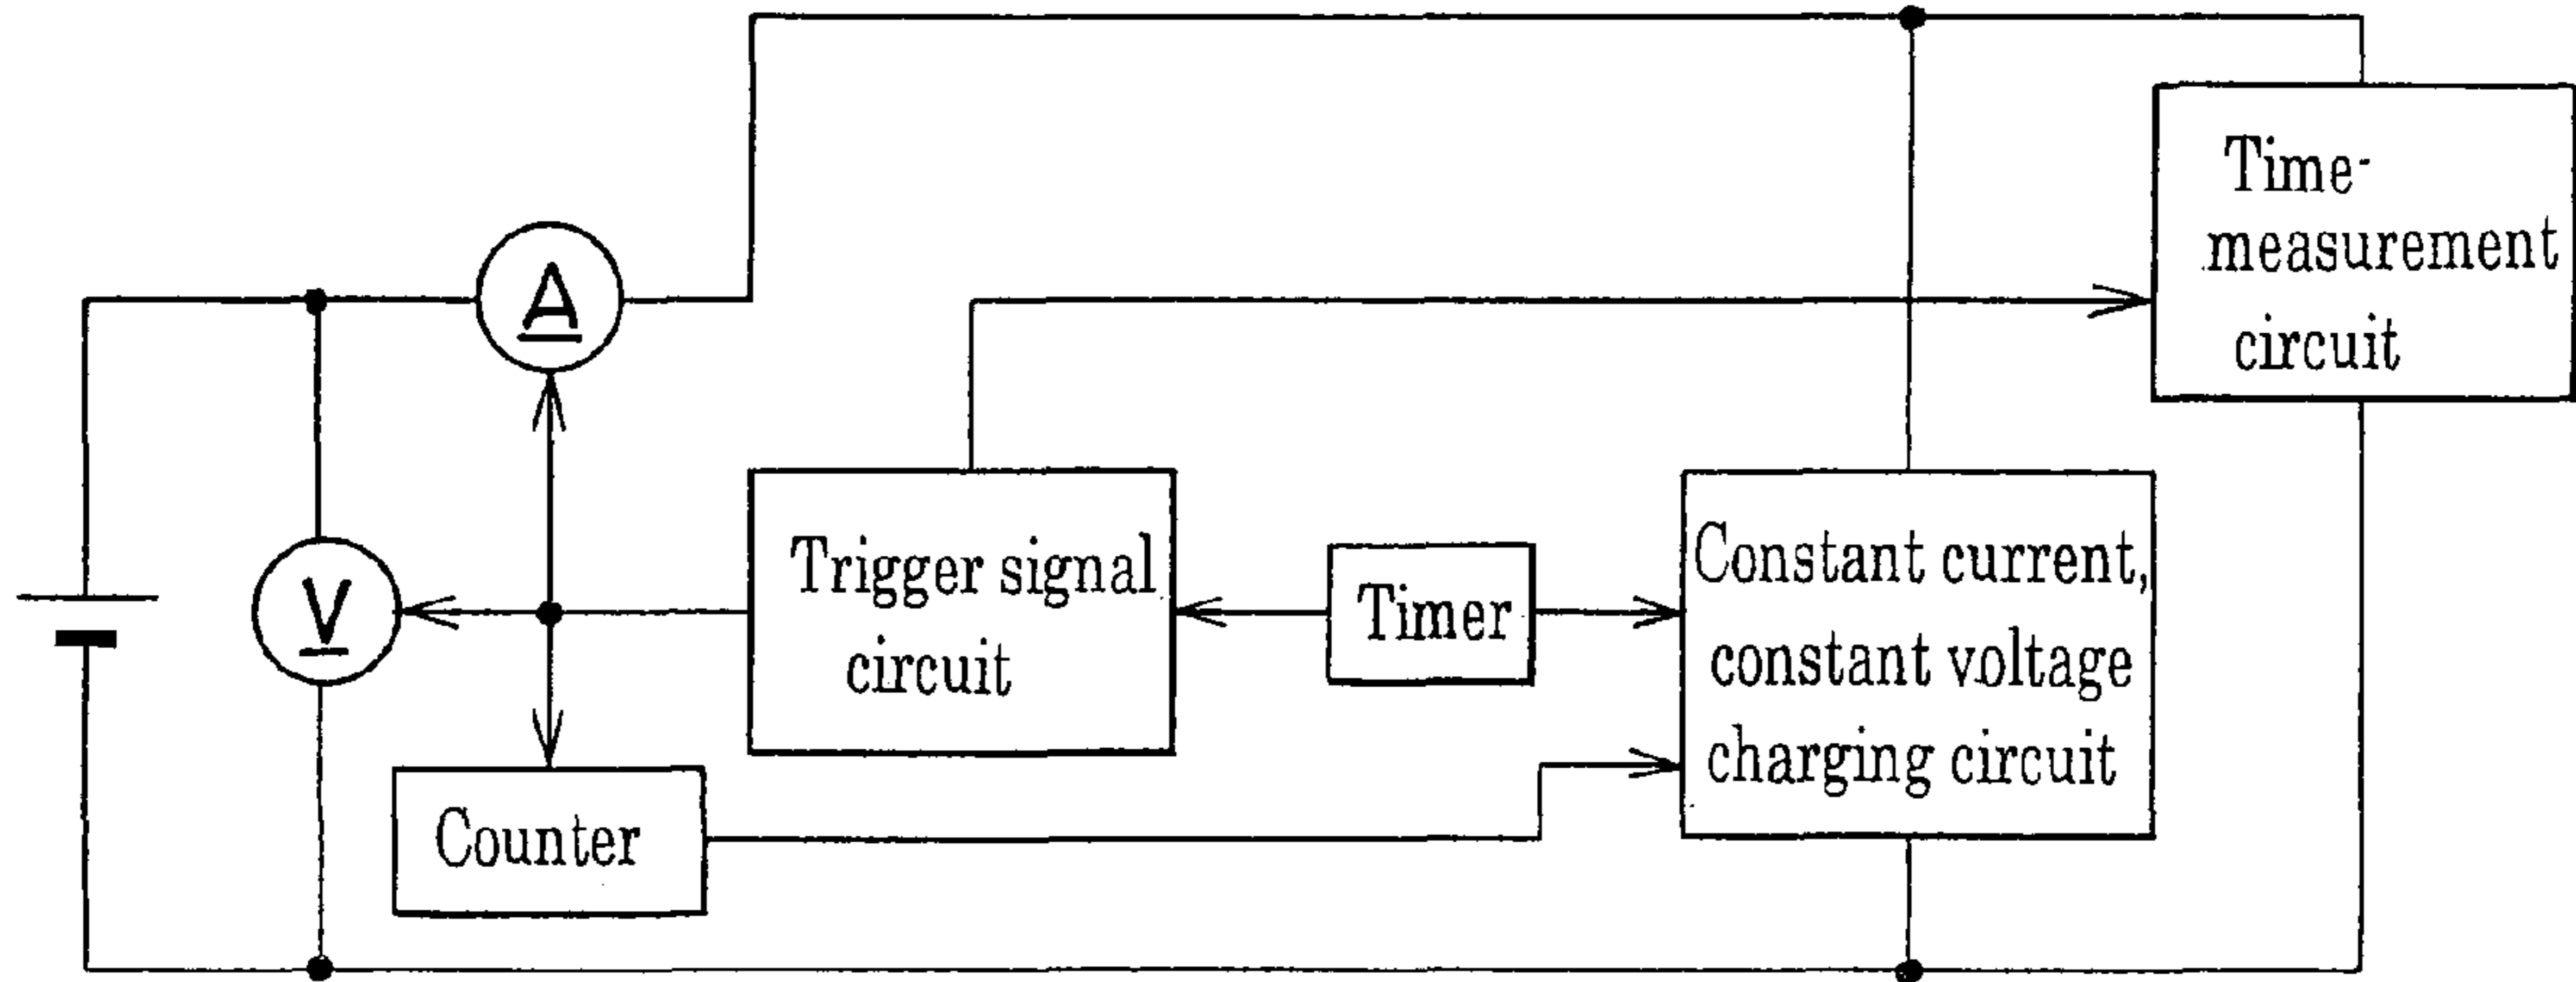 Time-
measurement
circuit
A
V
Trigger signal
circuit
Timer
Constant current,
constant voltage
charging circuit
Counter